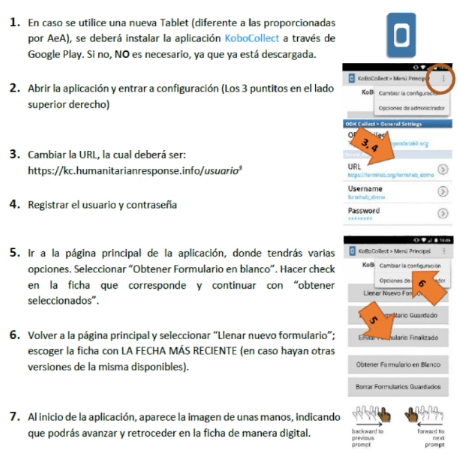 1. En caso se utilice una nueva Tablet (diferente a las proporcionadas
por AeA), se deberá instalar la aplicación KoboCollect a través de
Google Play. Si no, NO es necesario, ya que ya está descargada.
2. Abrir la aplicación y entrar a configuración (Los 3 puntitos en el lado
superior derecho)
3. Cambiar la URL, la cual deberá ser:
https://kc.humanitarianresponse.info/usuario³
4. Registrar el usuario y contraseña
5. Ir a la página principal de la aplicación, donde tendrás varias
opciones. Seleccionar "Obtener Formulario en blanco". Hacer check
en la ficha que corresponde y continuar con "obtener
seleccionados".
6. Volver a la página principal y seleccionar "Llenar nuevo formulario";
escoger la ficha con LA FECHA MÁS RECIENTE (en caso hayan otras
versiones de la misma disponibles).
7. Al inicio de la aplicación, aparece la imagen de unas manos, indicando
que podrás avanzar y retroceder en la ficha de manera digital.
KoBoCollect > Menú Princip
KoB
Cambiar la configuración
Opciones de administrador
ODK Collect > General Settings
3, 4
URL
Username
Password
KoBoCollect > Menú Principal
KoB
Cambiar la configuración
Opciones de
6
Llenar Nuevo Fo
Guardado
5
Formulario Finalizado
Obtener Formulario en Blanco
Borrar Formularios Guardados
backward to
previous
prompt
forward to
next
prompt